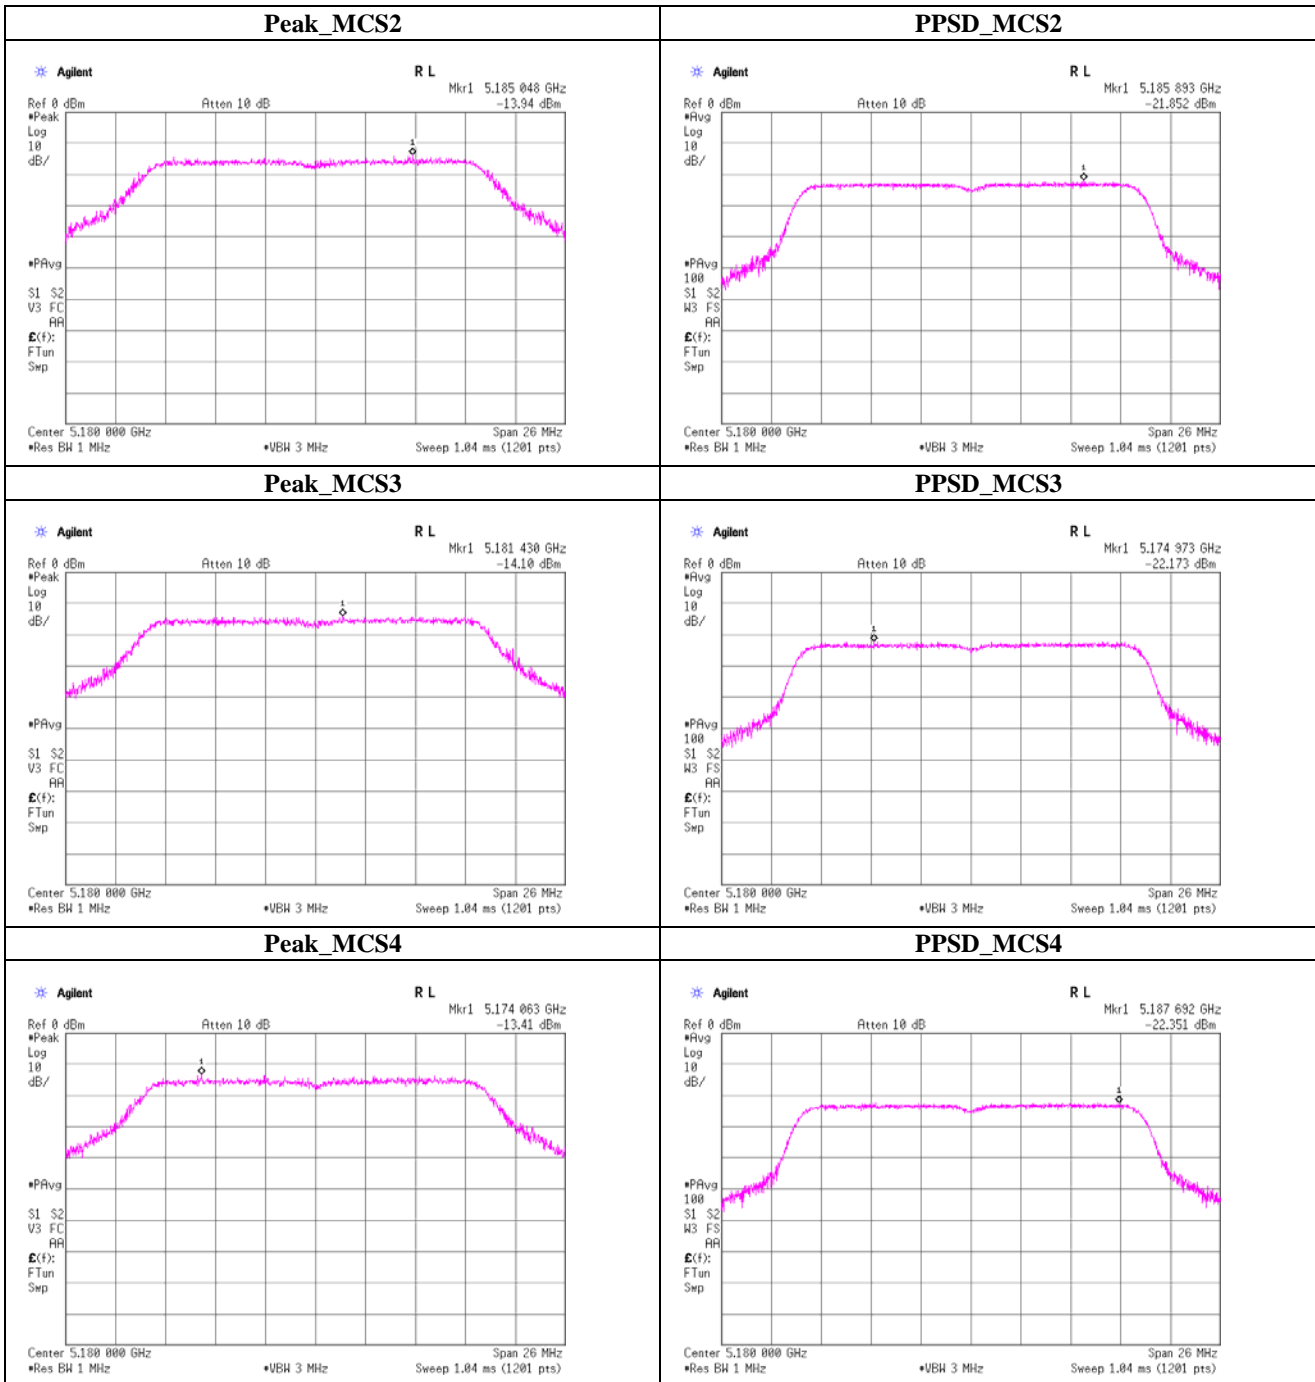 Peak_MCS2
Agilent
R L
Mkr1 5.185 048 GHz
Ref 0 dBm Atten 10 dB -13.94 dBm
#Peak
Log
10
dB/
1
#PAvg
S1 S2
V3 FC
AA
£(f):
FTun
Swp
Center 5.180 000 GHz Span 26 MHz
#Res BW 1 MHz #VBW 3 MHz Sweep 1.04 ms (1201 pts)
PPSD_MCS2
Agilent
R L
Mkr1 5.185 893 GHz
Ref 0 dBm Atten 10 dB -21.852 dBm
#Avg
Log
10
dB/
1
#PAvg
100
S1 S2
W3 FS
AA
£(f):
FTun
Swp
Center 5.180 000 GHz Span 26 MHz
#Res BW 1 MHz #VBW 3 MHz Sweep 1.04 ms (1201 pts)
Peak_MCS3
Agilent
R L
Mkr1 5.181 430 GHz
Ref 0 dBm Atten 10 dB -14.10 dBm
#Peak
Log
10
dB/
1
#PAvg
S1 S2
V3 FC
AA
£(f):
FTun
Swp
Center 5.180 000 GHz Span 26 MHz
#Res BW 1 MHz #VBW 3 MHz Sweep 1.04 ms (1201 pts)
PPSD_MCS3
Agilent
R L
Mkr1 5.174 973 GHz
Ref 0 dBm Atten 10 dB -22.173 dBm
#Avg
Log
10
dB/
1
#PAvg
100
S1 S2
W3 FS
AA
£(f):
FTun
Swp
Center 5.180 000 GHz Span 26 MHz
#Res BW 1 MHz #VBW 3 MHz Sweep 1.04 ms (1201 pts)
Peak_MCS4
Agilent
R L
Mkr1 5.174 063 GHz
Ref 0 dBm Atten 10 dB -13.41 dBm
#Peak
Log
10
dB/
1
#PAvg
S1 S2
V3 FC
AA
£(f):
FTun
Swp
Center 5.180 000 GHz Span 26 MHz
#Res BW 1 MHz #VBW 3 MHz Sweep 1.04 ms (1201 pts)
PPSD_MCS4
Agilent
R L
Mkr1 5.187 692 GHz
Ref 0 dBm Atten 10 dB -22.351 dBm
#Avg
Log
10
dB/
1
#PAvg
100
S1 S2
W3 FS
AA
£(f):
FTun
Swp
Center 5.180 000 GHz Span 26 MHz
#Res BW 1 MHz #VBW 3 MHz Sweep 1.04 ms (1201 pts)